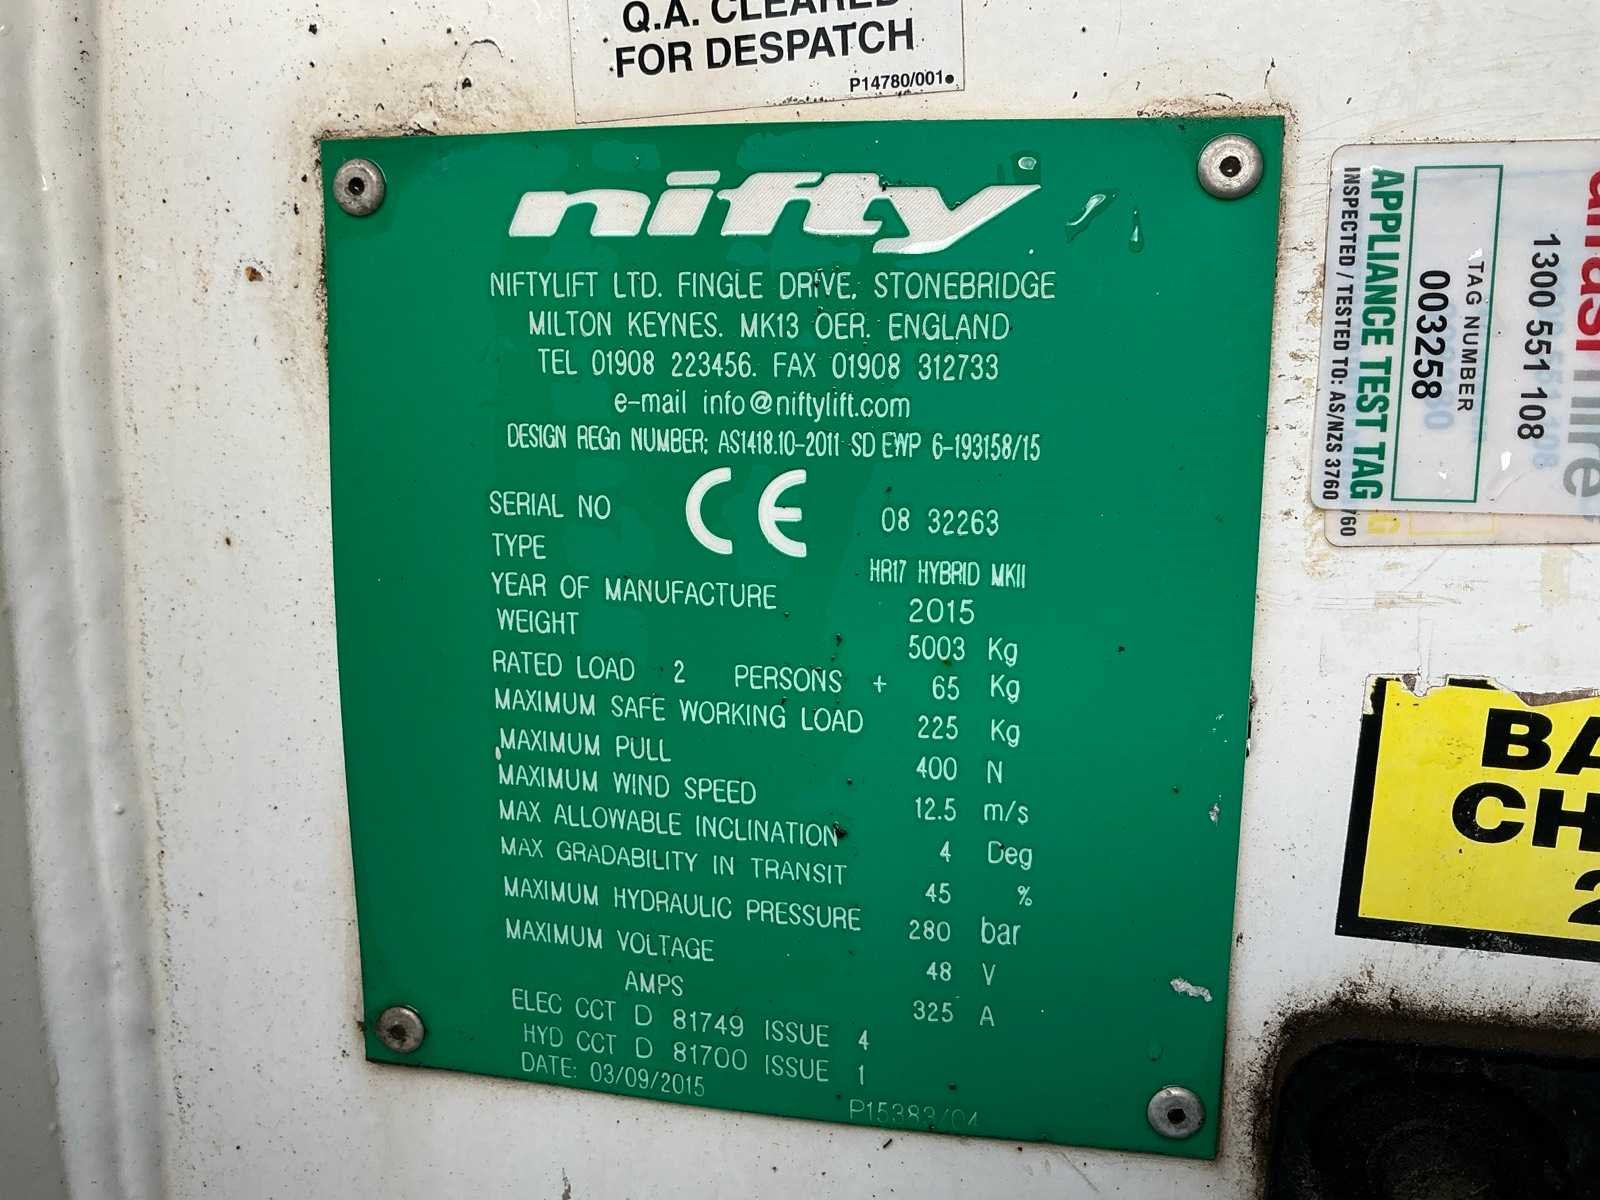 Q.A. CLEARED
FOR DESPATCH
P14780/001
nifty
NIFTYLIFT LTD. FINGLE DRIVE, STONEBRIDGE
MILTON KEYNES. MK13 OER. ENGLAND
TEL 01908 223456. FAX 01908 312733
e-mail info@niftylift.com
DESIGN REGn NUMBER; AS1418.10-2011 SD EWP 6-193158/15
CE
SERIAL NO 08 32263
TYPE HR17 HYBRID MKII
YEAR OF MANUFACTURE 2015
WEIGHT 5003 Kg
RATED LOAD 2 PERSONS + 65 Kg
MAXIMUM SAFE WORKING LOAD 225 Kg
MAXIMUM PULL 400 N
MAXIMUM WIND SPEED 12.5 m/s
MAX ALLOWABLE INCLINATION 4 Deg
MAX GRADABILITY IN TRANSIT 45 %
MAXIMUM HYDRAULIC PRESSURE 280 bar
MAXIMUM VOLTAGE 48 V
AMPS 325 A
ELEC CCT D 81749 ISSUE 4
HYD CCT D 81700 ISSUE 1
DATE: 03/09/2015
P15383/04
1300 551 108
TAG NUMBER
003258
APPLIANCE TEST TAG
INSPECTED / TESTED TO: AS/NZS 3760
BA
CH
2